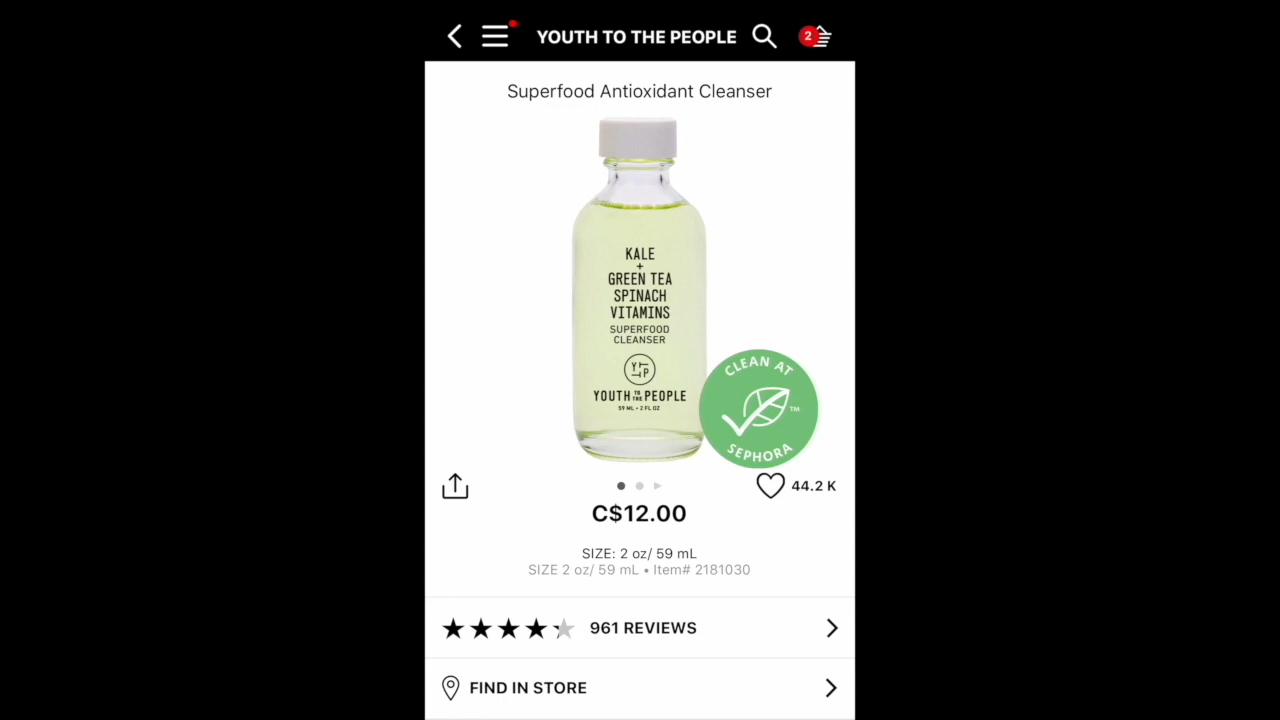 YOUTH TO THE PEOPLE
2
Superfood Antioxidant Cleanser
KALE
+
GREEN TEA
SPINACH
VITAMINS
SUPERFOOD
CLEANSER
Y T T P
YOUTH TO THE PEOPLE
59 ML • 2 FL OZ
CLEAN AT
TM
SEPHORA
44.2 K
C$12.00
SIZE: 2 oz/ 59 mL
SIZE 2 oz/ 59 mL • Item# 2181030
961 REVIEWS
FIND IN STORE